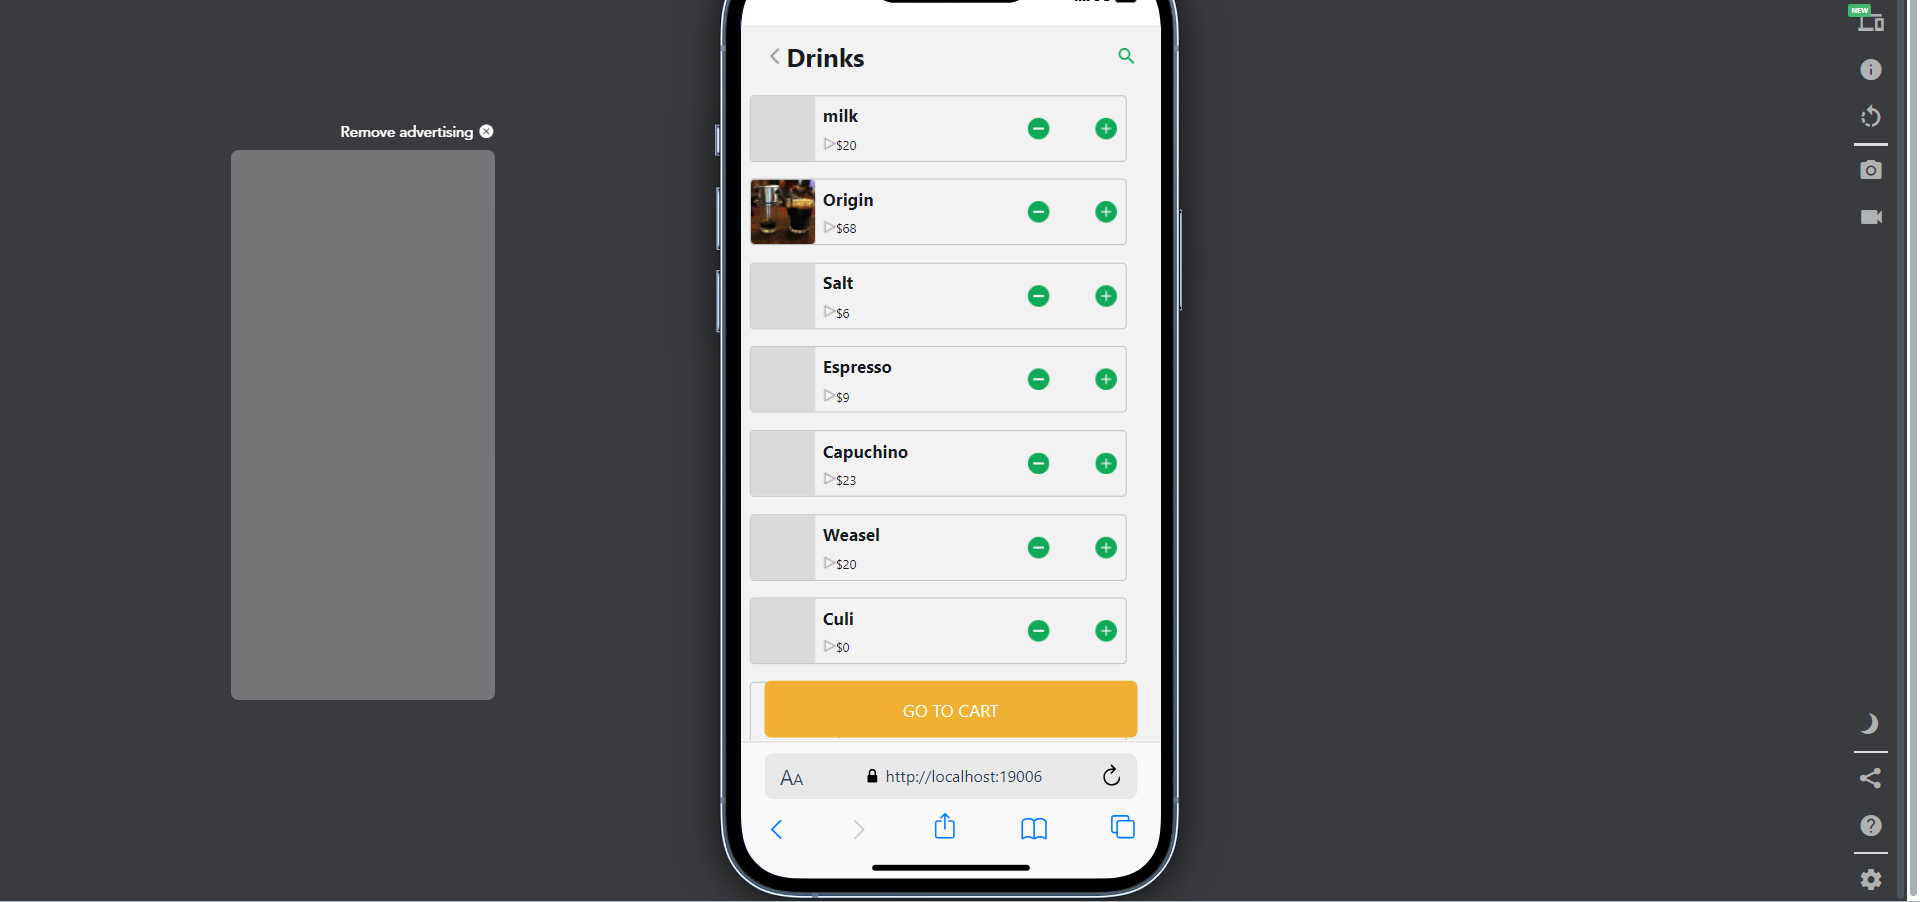 NEW
Remove advertising
Drinks
milk
$20
Origin
$68
Salt
$6
Espresso
$9
Capuchino
$23
Weasel
$20
Culi
$0
GO TO CART
AA
http://localhost:19006